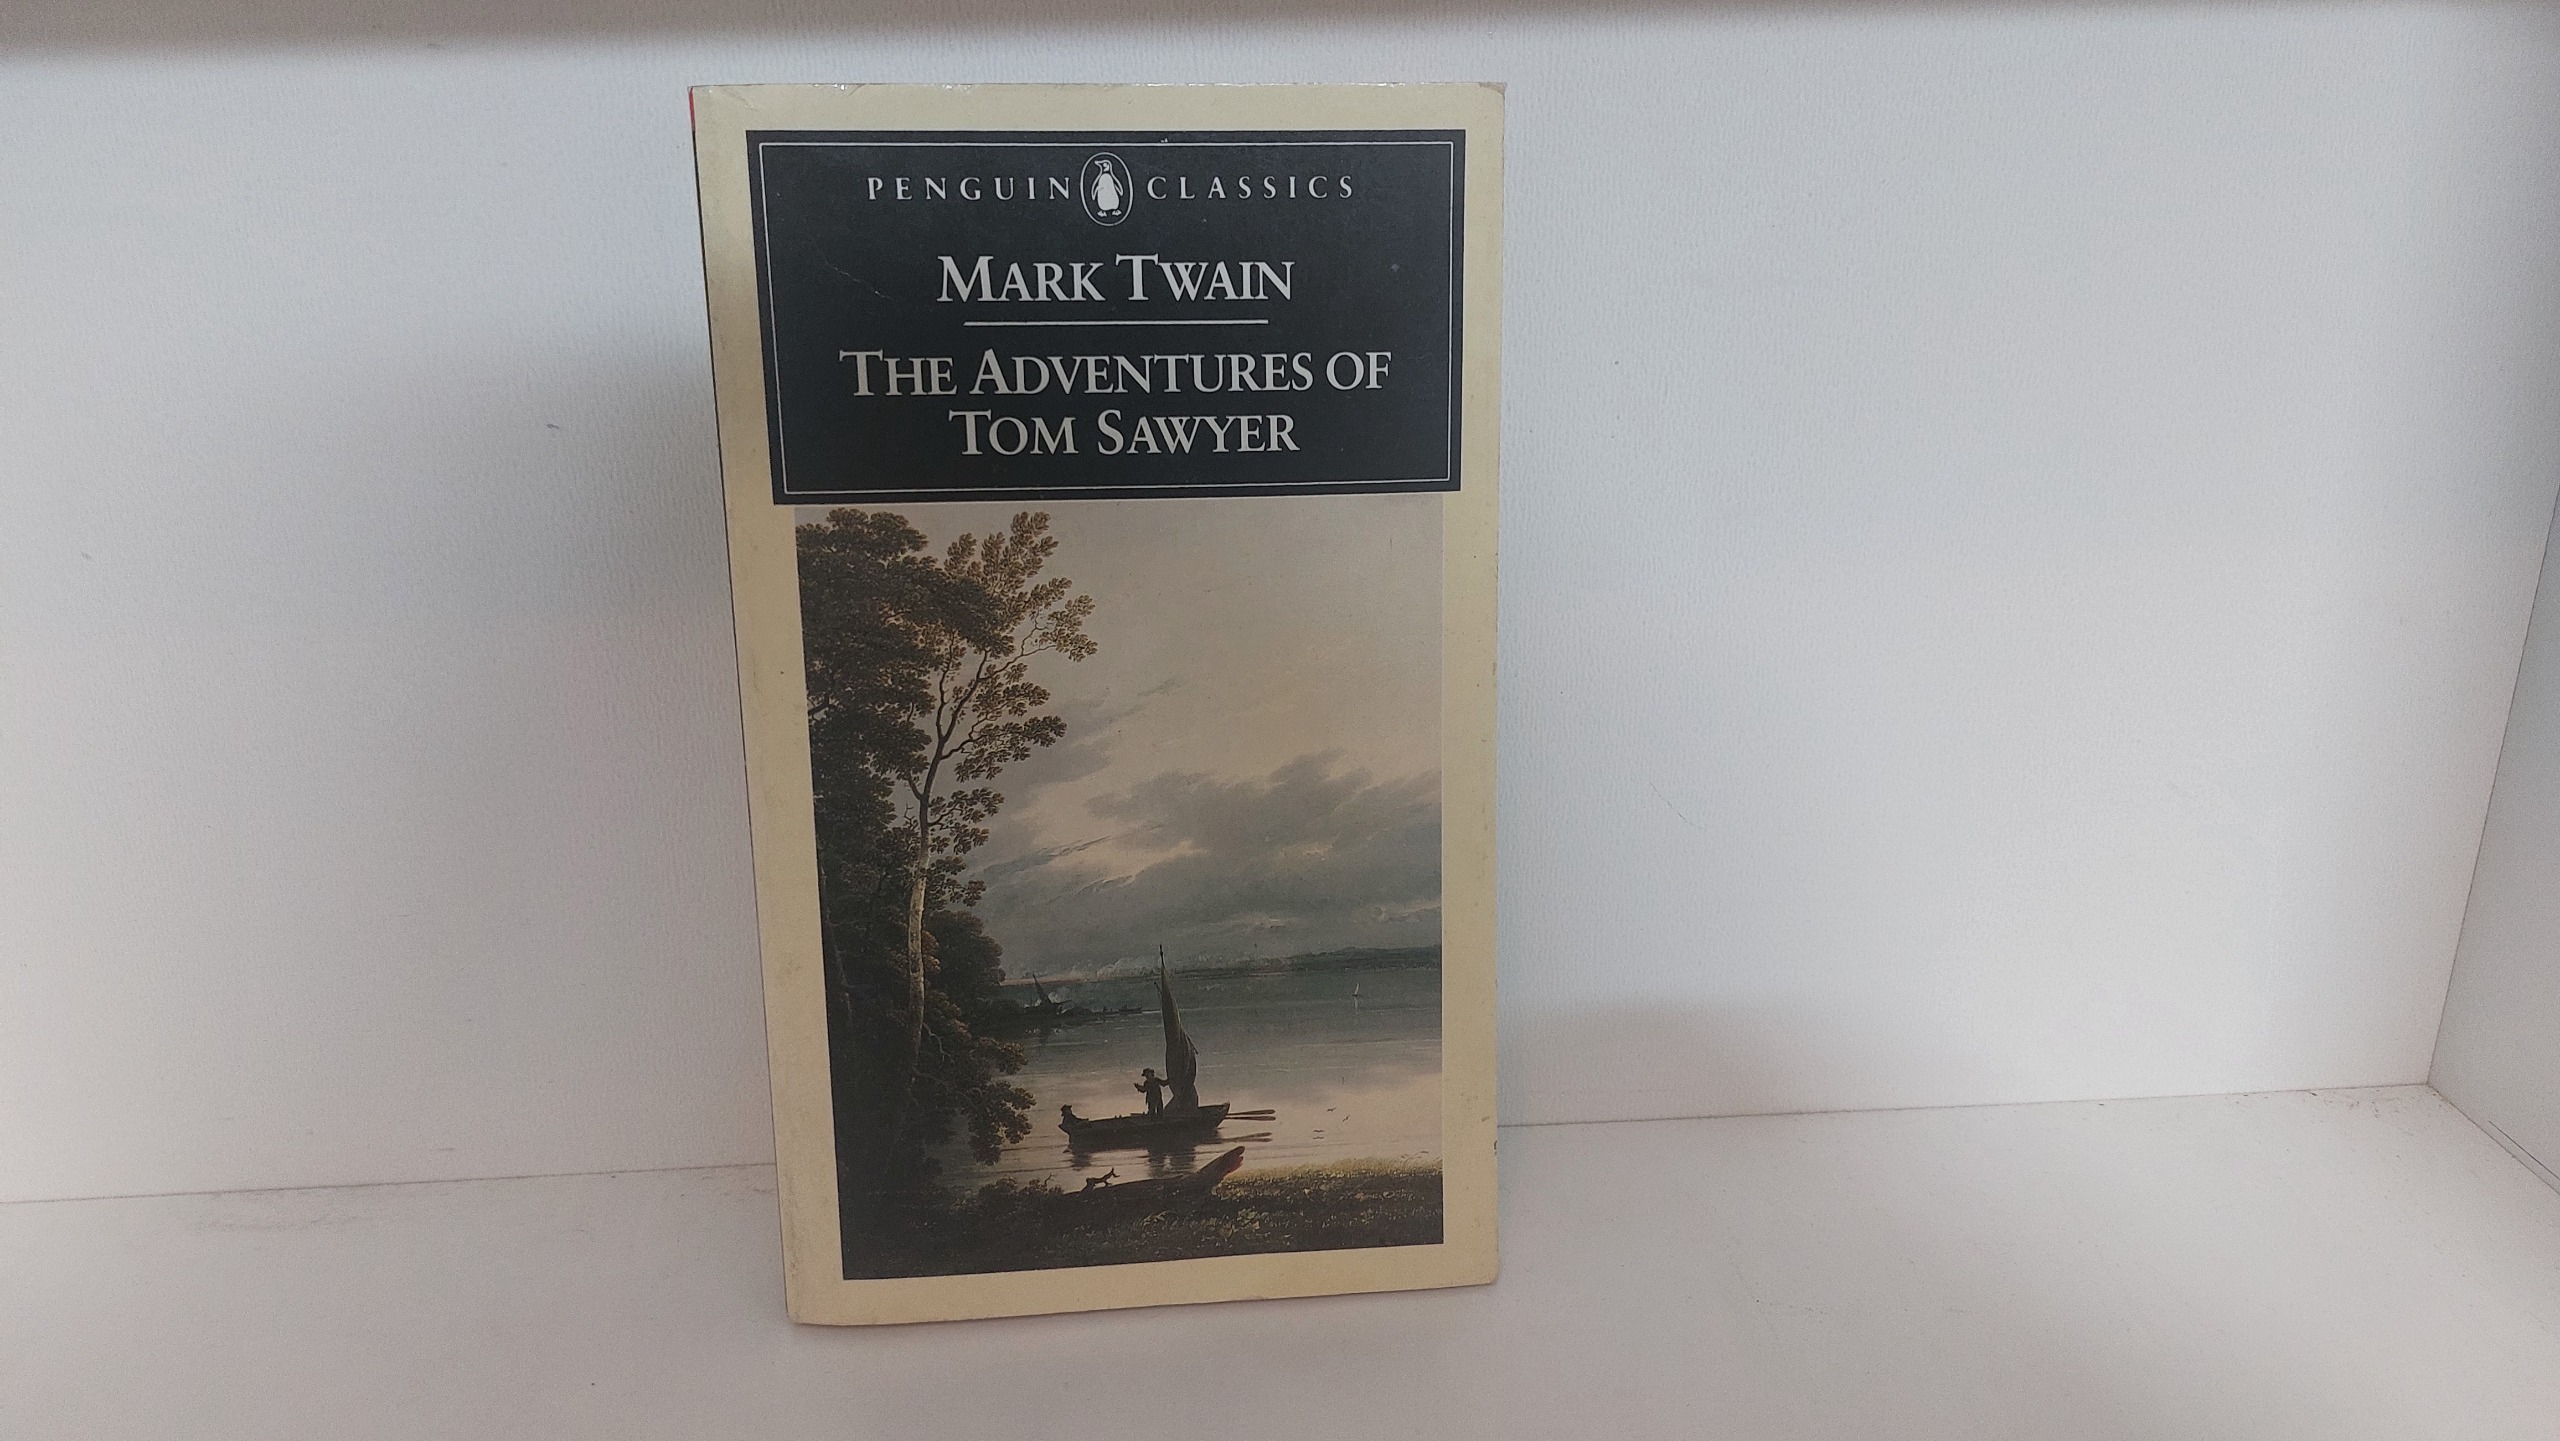 PENGUIN CLASSICS
MARK TWAIN
THE ADVENTURES OF
TOM SAWYER